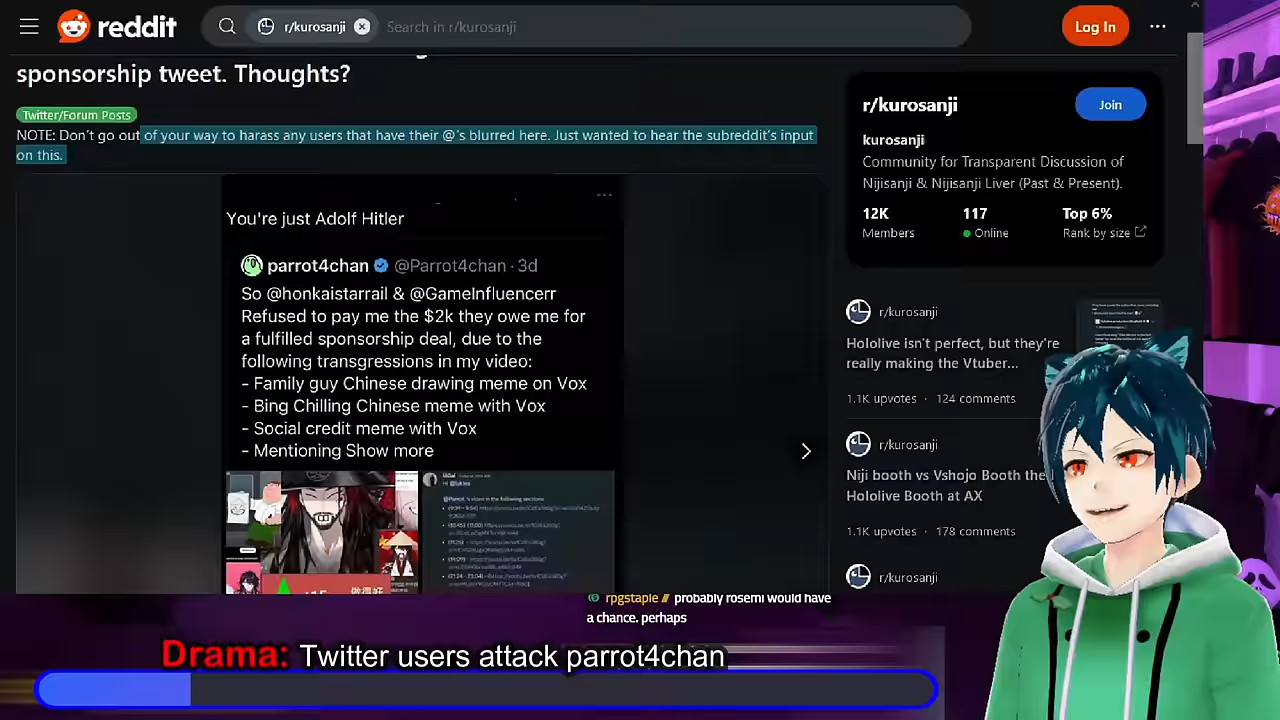 reddit
r/kurosanji
Search in r/kurosanji
Log In
sponsorship tweet. Thoughts?
Twitter/Forum Posts
NOTE: Don't go out of your way to harass any users that have their @'s blurred here. Just wanted to hear the subreddit's input
on this.
You're just Adolf Hitler
parrot4chan @Parrot4chan · 3d
So @honkaistarrail & @GameInfluencerr
Refused to pay me the $2k they owe me for
a fulfilled sponsorship deal, due to the
following transgressions in my video:
- Family guy Chinese drawing meme on Vox
- Bing Chilling Chinese meme with Vox
- Social credit meme with Vox
- Mentioning Show more
r/kurosanji
Join
kurosanji
Community for Transparent Discussion of
Nijisanji & Nijisanji Liver (Past & Present).
12K
117
Top 6%
Members
Online
Rank by size
r/kurosanji
Hololive isn't perfect, but they're
really making the Vtuber...
1.1K upvotes · 124 comments
r/kurosanji
Niji booth vs Vshojo Booth the
Hololive Booth at AX
1.1K upvotes · 178 comments
r/kurosanji
rpgstaple // probably rosemi would have
a chance. perhaps
Drama: Twitter users attack parrot4chan